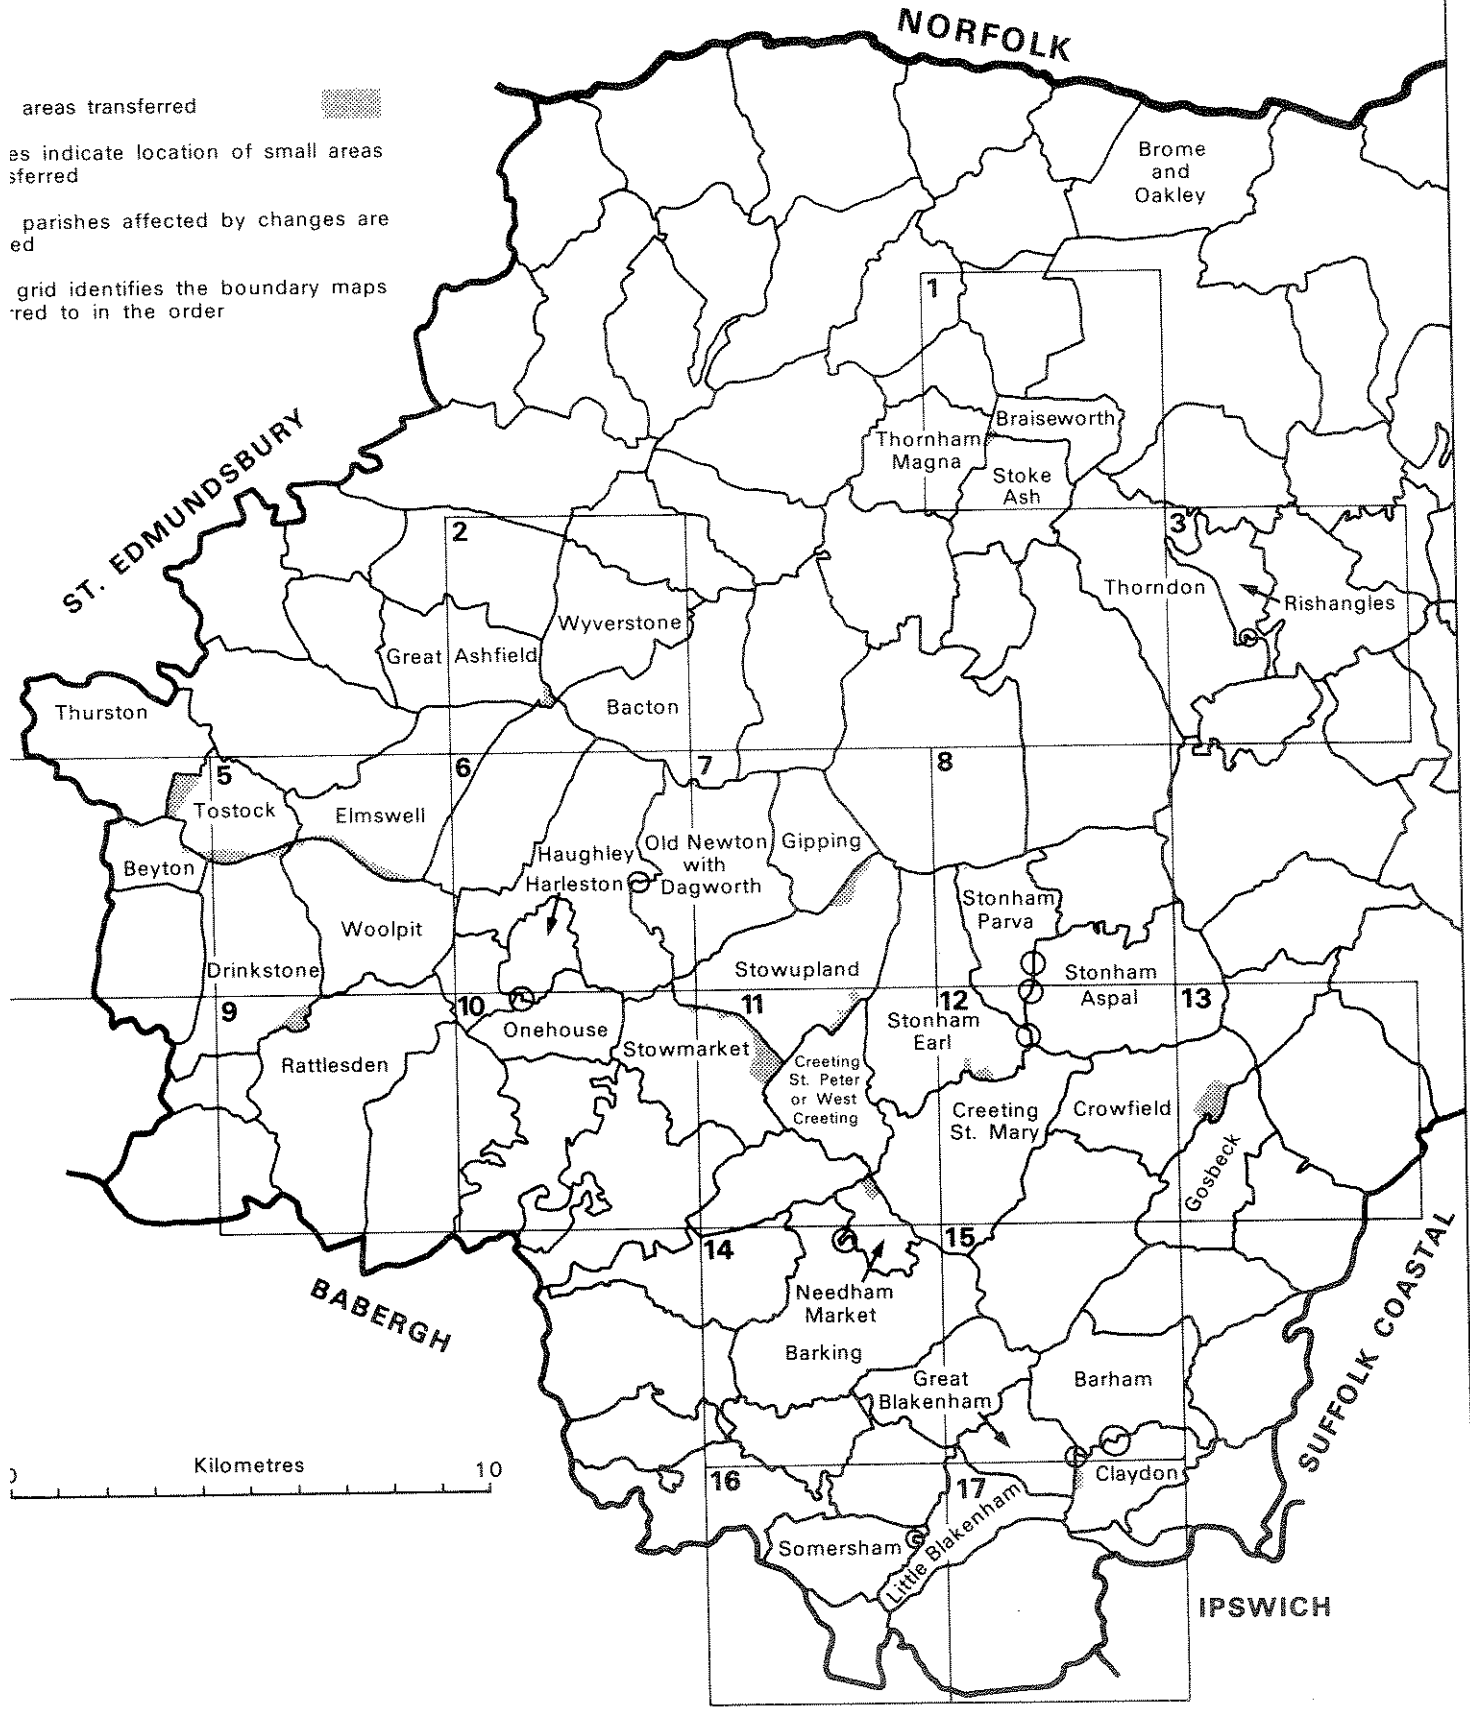 NORFOLK
areas transferred
es indicate location of small areas
sferred
parishes affected by changes are
ed
grid identifies the boundary maps
rred to in the order
Brome
and
Oakley
1
ST. EDMUNDSBURY
Braiseworth
Thornham
Magna
Stoke
Ash
2
3
Thorndon
Rishangles
Wyverstone
Great Ashfield
Thurston
Bacton
5
6
7
8
Tostock
Elmswell
Haughley
Old Newton
with
Dagworth
Gipping
Beyton
Harleston
Stonham
Parva
Woolpit
Drinkstone
Stowupland
Stonham
Aspal
9
10
11
12
13
Onehouse
Stowmarket
Stonham
Earl
Rattlesden
Creeting
St. Peter
or West
Creeting
Creeting
St. Mary
Crowfield
Gosbeck
14
15
BABERGH
Needham
Market
SUFFOLK COASTAL
Barking
Great
Blakenham
Barham
Kilometres
0
10
16
17
Claydon
Somersham
Little Blakenham
IPSWICH